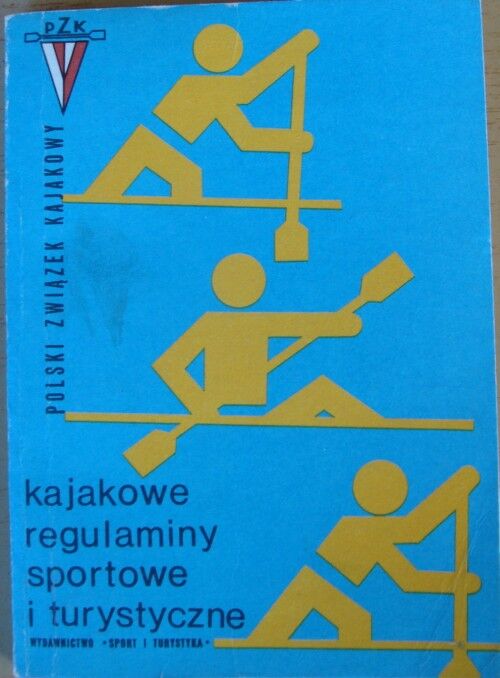 PZK
POLSKI ZWIĄZEK KAJAKOWY
kajakowe
regulaminy
sportowe
i turystyczne
WYDAWNICTWO "SPORT I TURYSTYKA"